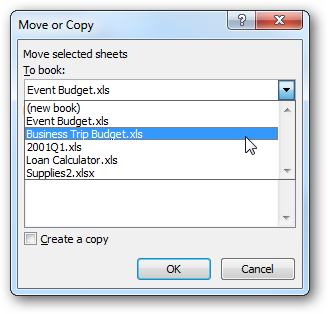 Move or Copy
Move selected sheets
To book:
Event Budget.xls
(new book)
Event Budget.xls
Business Trip Budget.xls
2001Q1.xls
Loan Calculator.xls
Supplies2.xlsx
Create a copy
OK Cancel